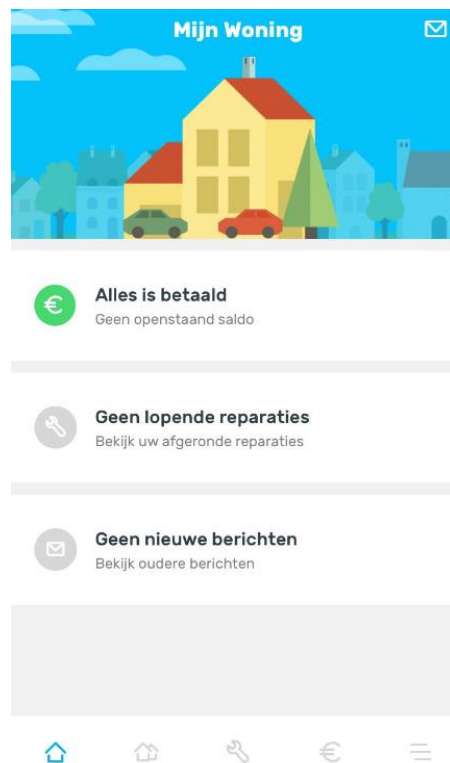 Mijn Woning
Alles is betaald
Geen openstaand saldo
Geen lopende reparaties
Bekijk uw afgeronde reparaties
Geen nieuwe berichten
Bekijk oudere berichten